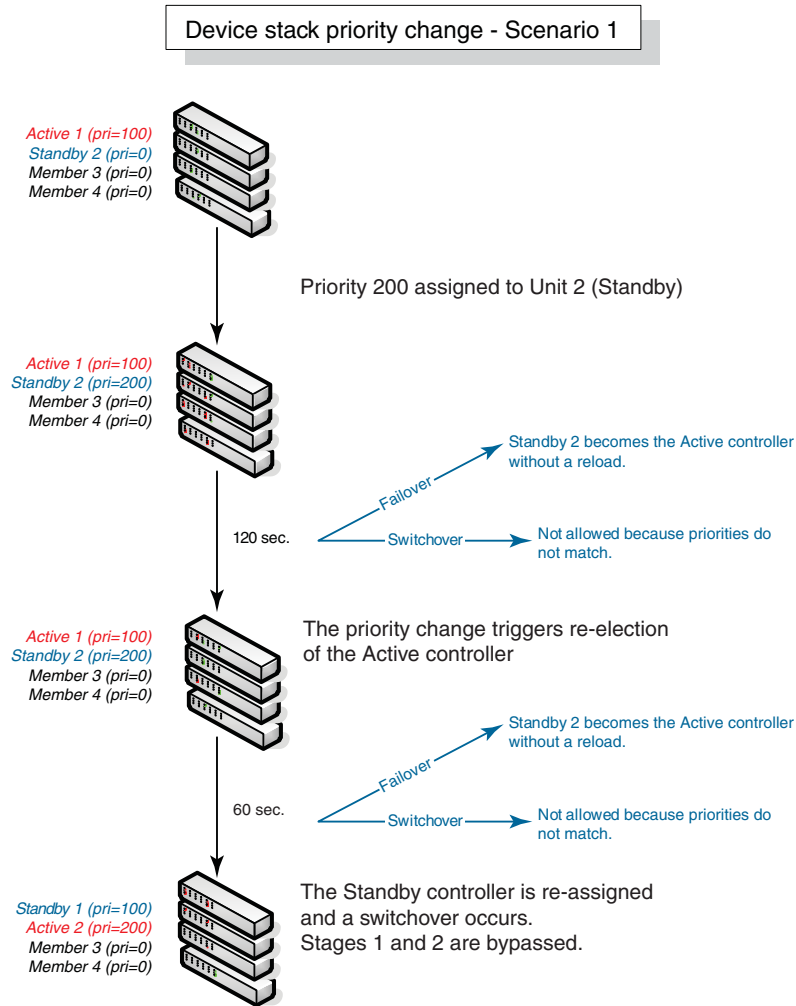 Device stack priority change - Scenario 1
Active 1 (pri=100)
Standby 2 (pri=0)
Member 3 (pri=0)
Member 4 (pri=0)
Priority 200 assigned to Unit 2 (Standby)
Active 1 (pri=100)
Standby 2 (pri=200)
Member 3 (pri=0)
Member 4 (pri=0)
120 sec.
Failover
Standby 2 becomes the Active controller
without a reload.
Switchover
Not allowed because priorities do
not match.
Active 1 (pri=100)
Standby 2 (pri=200)
Member 3 (pri=0)
Member 4 (pri=0)
The priority change triggers re-election
of the Active controller
60 sec.
Failover
Standby 2 becomes the Active controller
without a reload.
Switchover
Not allowed because priorities do
not match.
Standby 1 (pri=100)
Active 2 (pri=200)
Member 3 (pri=0)
Member 4 (pri=0)
The Standby controller is re-assigned
and a switchover occurs.
Stages 1 and 2 are bypassed.